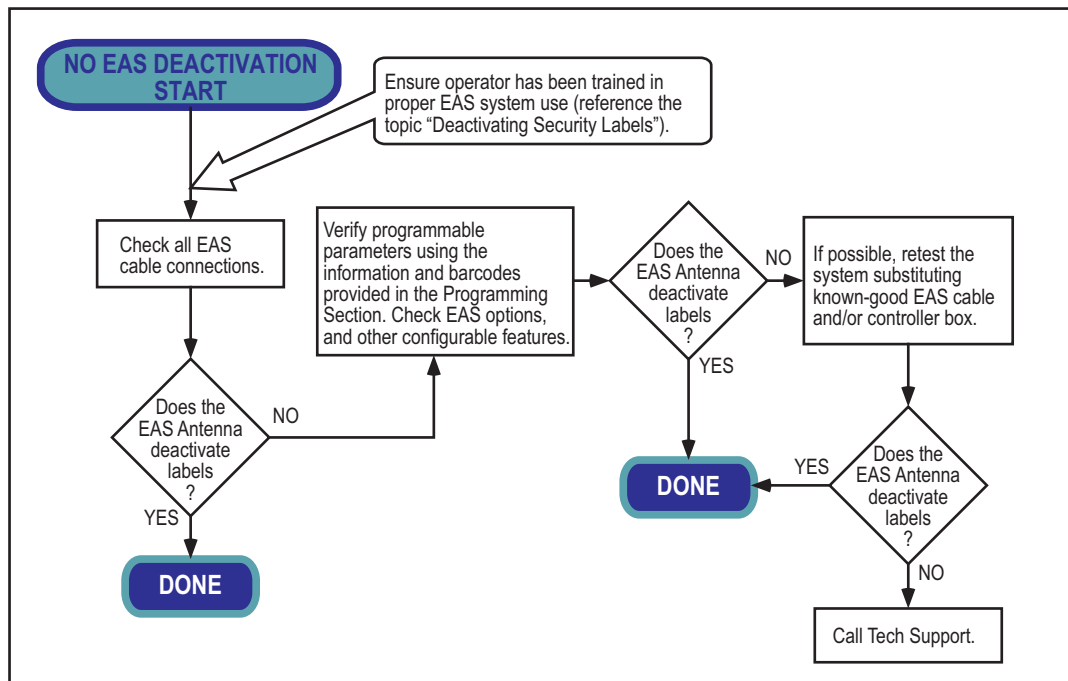 NO EAS DEACTIVATION
START
Ensure operator has been trained in
proper EAS system use (reference the
topic “Deactivating Security Labels”).
Check all EAS
cable connections.
Does the
EAS Antenna
deactivate
labels
?
NO
YES
DONE
Verify programmable
parameters using the
information and barcodes
provided in the Programming
Section. Check EAS options,
and other configurable features.
Does the
EAS Antenna
deactivate
labels
?
NO
YES
DONE
If possible, retest the
system substituting
known-good EAS cable
and/or controller box.
Does the
EAS Antenna
deactivate
labels
?
YES
NO
Call Tech Support.